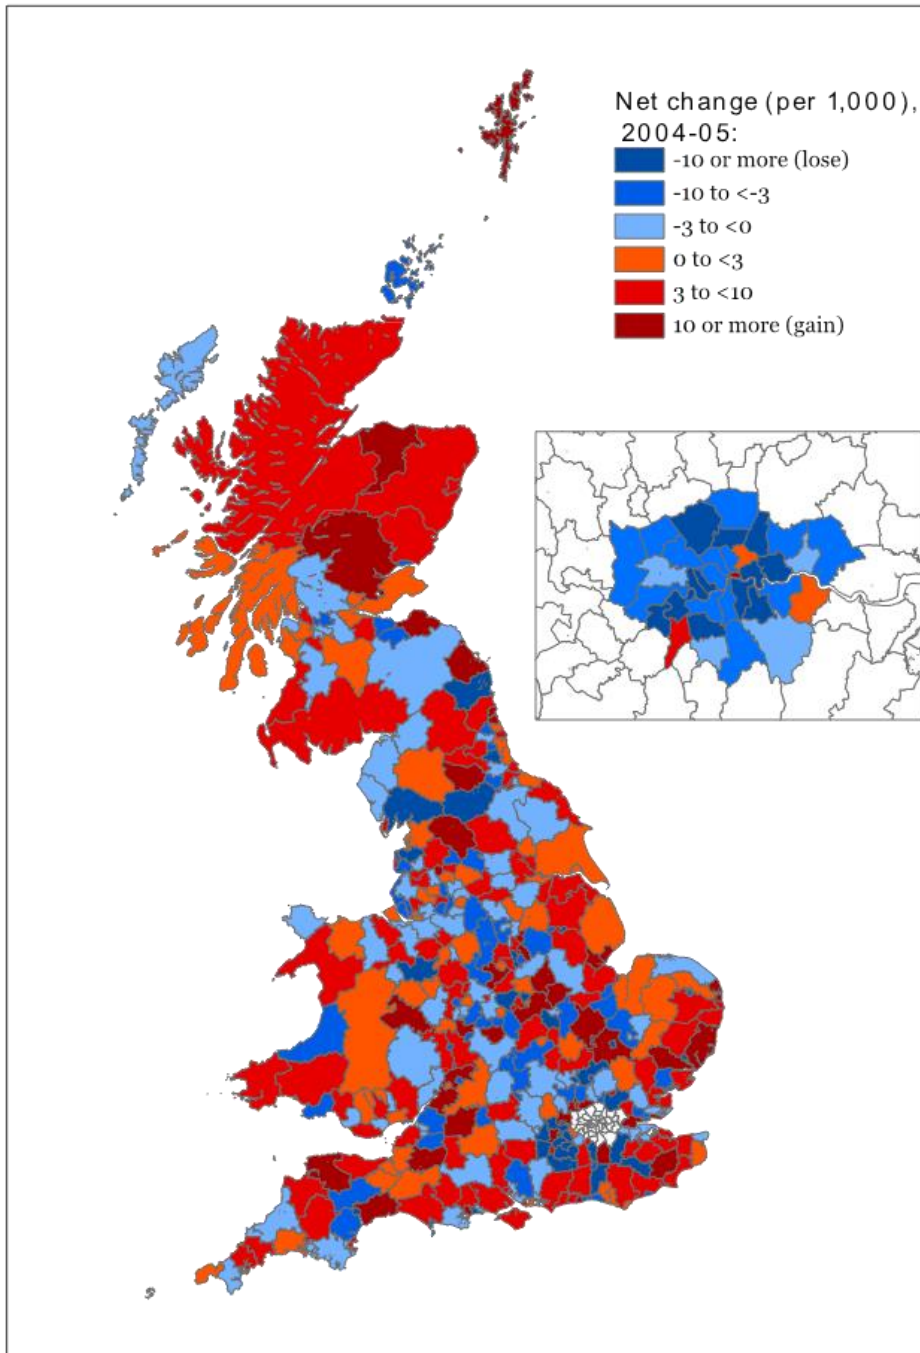 Net change (per 1,000),
2004-05:
-10 or more (lose)
-10 to <-3
-3 to <0
0 to <3
3 to <10
10 or more (gain)